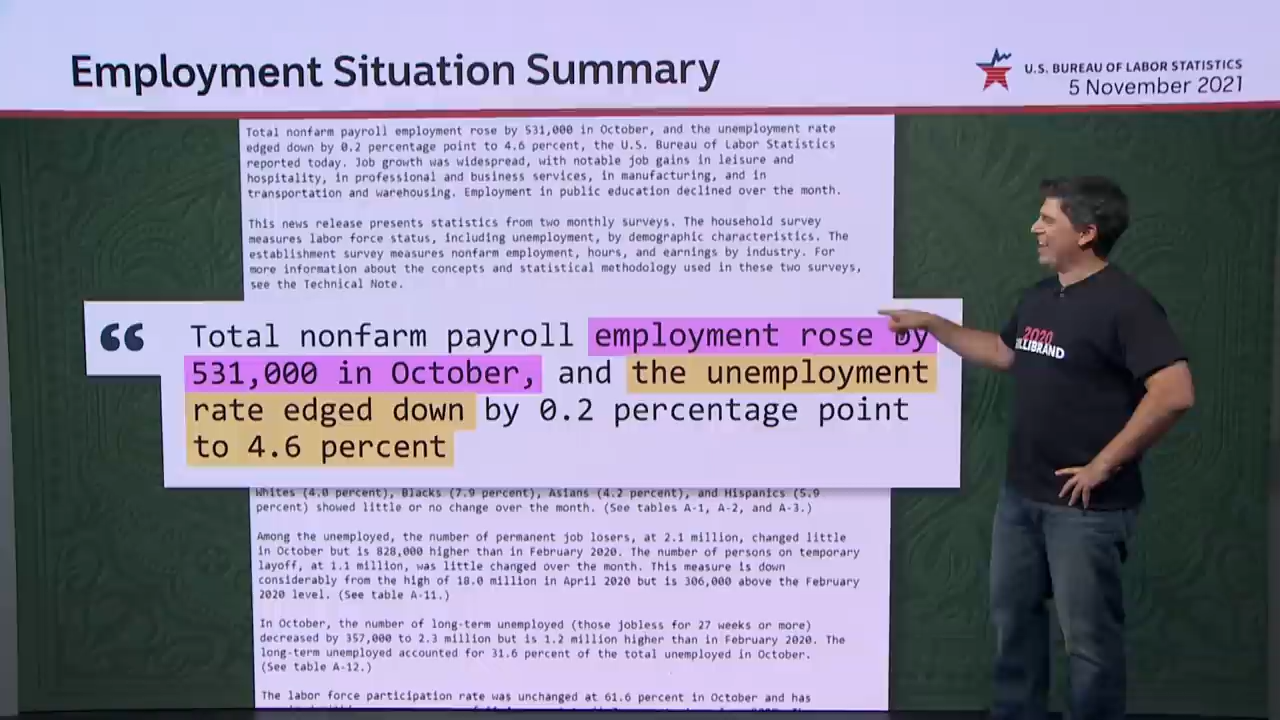 Employment Situation Summary
U.S. BUREAU OF LABOR STATISTICS
5 November 2021
Total nonfarm payroll employment rose by 531,000 in October, and the unemployment rate
edged down by 0.2 percentage point to 4.6 percent, the U.S. Bureau of Labor Statistics
reported today. Job growth was widespread, with notable job gains in leisure and
hospitality, in professional and business services, in manufacturing, and in
transportation and warehousing. Employment in public education declined over the month.
This news release presents statistics from two monthly surveys. The household survey
measures labor force status, including unemployment, by demographic characteristics. The
establishment survey measures nonfarm employment, hours, and earnings by industry. For
more information about the concepts and statistical methodology used in these two surveys,
see the Technical Note.
“ Total nonfarm payroll employment rose by
531,000 in October, and the unemployment
rate edged down by 0.2 percentage point
to 4.6 percent
2020
Whites (4.0 percent), Blacks (7.9 percent), Asians (4.2 percent), and Hispanics (5.9
percent) showed little or no change over the month. (See tables A-1, A-2, and A-3.)
Among the unemployed, the number of permanent job losers, at 2.1 million, changed little
in October but is 828,000 higher than in February 2020. The number of persons on temporary
layoff, at 1.1 million, was little changed over the month. This measure is down
considerably from the high of 18.0 million in April 2020 but is 306,000 above the February
2020 level. (See table A-11.)
In October, the number of long-term unemployed (those jobless for 27 weeks or more)
decreased by 357,000 to 2.3 million but is 1.2 million higher than in February 2020. The
long-term unemployed accounted for 31.6 percent of the total unemployed in October.
(See table A-12.)
The labor force participation rate was unchanged at 61.6 percent in October and has